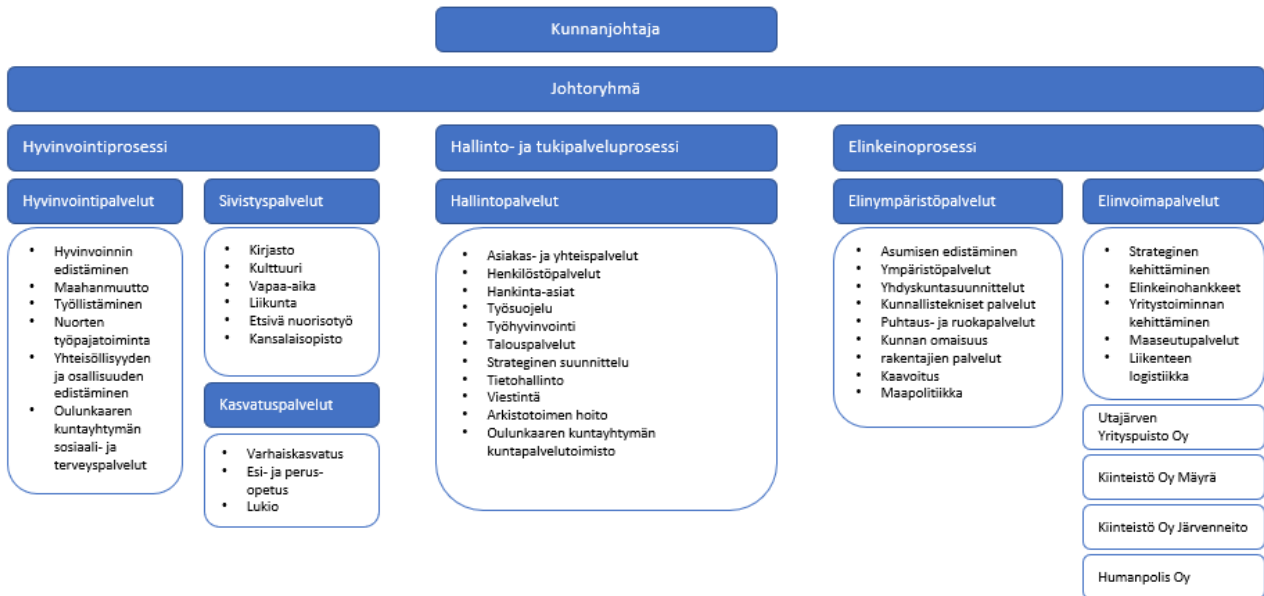 Kunnanjohtaja
Johtoryhmä
Hyvinvointiprosessi
Hyvinvointipalvelut
• Hyvinvoinnin
edistäminen
• Maahanmuutto
• Työllistäminen
• Nuorten
työpajatoiminta
• Yhteisöllisyyden
ja osallisuuden
edistäminen
• Oulunkaaren
kuntayhtymän
sosiaali- ja
terveyspalvelut
Sivistyspalvelut
• Kirjasto
• Kulttuuri
• Vapaa-aika
• Liikunta
• Etsivä nuorisotyö
• Kansalaisopisto
Kasvatuspalvelut
• Varhaiskasvatus
• Esi- ja perus-
opetus
• Lukio
Hallinto- ja tukipalveluprosessi
Hallintopalvelut
• Asiakas- ja yhteispalvelut
• Henkilöstöpalvelut
• Hankinta-asiat
• Työsuojelu
• Työhyvinvointi
• Talouspalvelut
• Strateginen suunnittelu
• Tietohallinto
• Viestintä
• Arkistotoimen hoito
• Oulunkaaren kuntayhtymän
kuntapalvelutoimisto
Elinkeinoprosessi
Elinympäristöpalvelut
• Asumisen edistäminen
• Ympäristöpalvelut
• Yhdyskuntasuunnittelut
• Kunnallistekniset palvelut
• Puhtaus- ja ruokapalvelut
• Kunnan omaisuus
• rakentajien palvelut
• Kaavoitus
• Maapolitiikka
Elinvoimapalvelut
• Strateginen
kehittäminen
• Elinkeinohankkeet
• Yritystoiminnan
kehittäminen
• Maaseutupalvelut
• Liikenteen
logistiikka
Utajärven
Yrityspuisto Oy
Kiinteistö Oy Mäyrä
Kiinteistö Oy Järvenneito
Humanpolis Oy